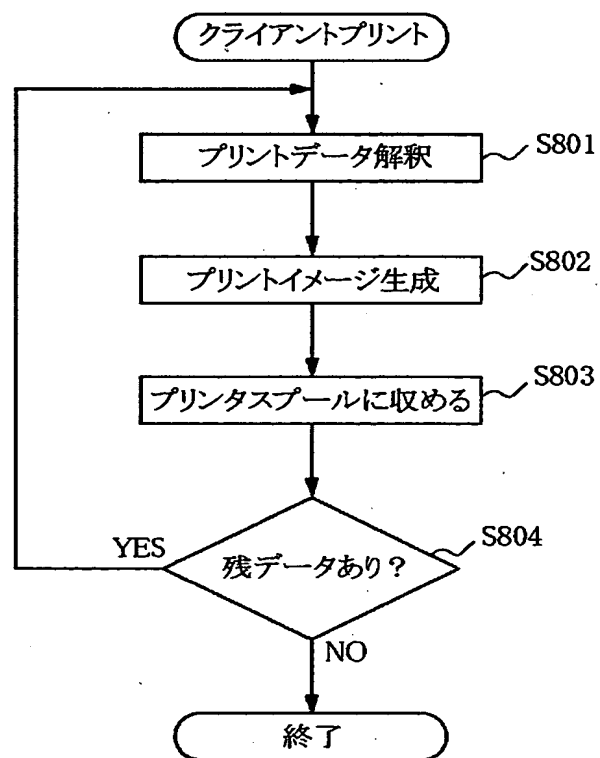 クライアントプリント
プリントデータ解釈
S801
プリントイメージ生成
S802
プリンタスプールに収める
S803
残データあり？
S804
YES
NO
終了